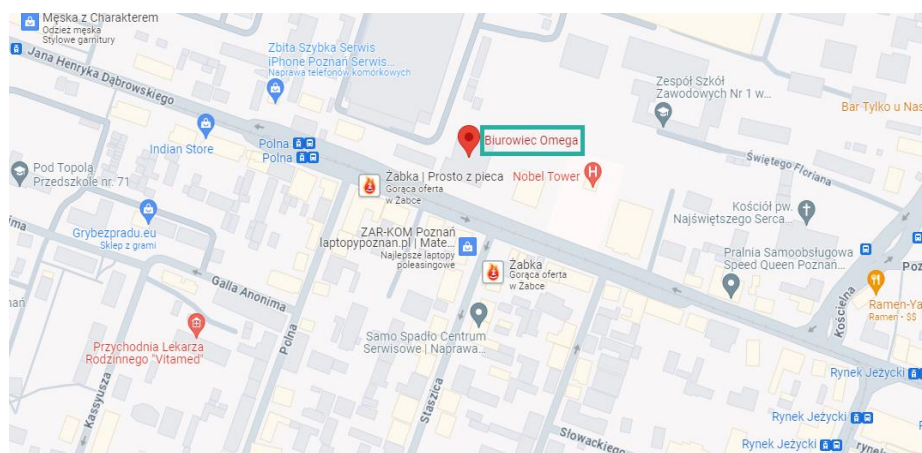 Męska z Charakterem
Odzież męska
Stylowe garnitury
Jana Henryka Dąbrowskiego
Zbita Szybka Serwis
iPhone Poznań Serwis...
Naprawa telefonów komórkowych
Zespół Szkół
Zawodowych Nr 1 w...
Bar Tylko u Nas
Indian Store
Polna
Polna
Biurowiec Omega
Świętego Floriana
Pod Topolą
Przedszkole nr. 71
Żabka | Prosto z pieca
Gorąca oferta
w Żabce
Nobel Tower
H
Kościół pw.
Najświętszego Serca...
Grybezpradu.eu
Sklep z grami
ZAR-KOM Poznań
laptopypoznan.pl | Mate...
Najlepsze laptopy
poleasingowe
Żabka
Gorąca oferta
w Żabce
Pralnia Samoobsługowa
Speed Queen Poznań...
Poz
Galla Anonima
Ramen-Ya
Ramen • $$
Kościelna
Polna
Przychodnia Lekarza
Rodzinnego "Vitamed"
Samo Spadło Centrum
Serwisowe | Naprawa...
Rynek Jeżycki
Kassyusza
Staszica
Słowackiego
Rynek Jeżycki
Rynek Jeżycki